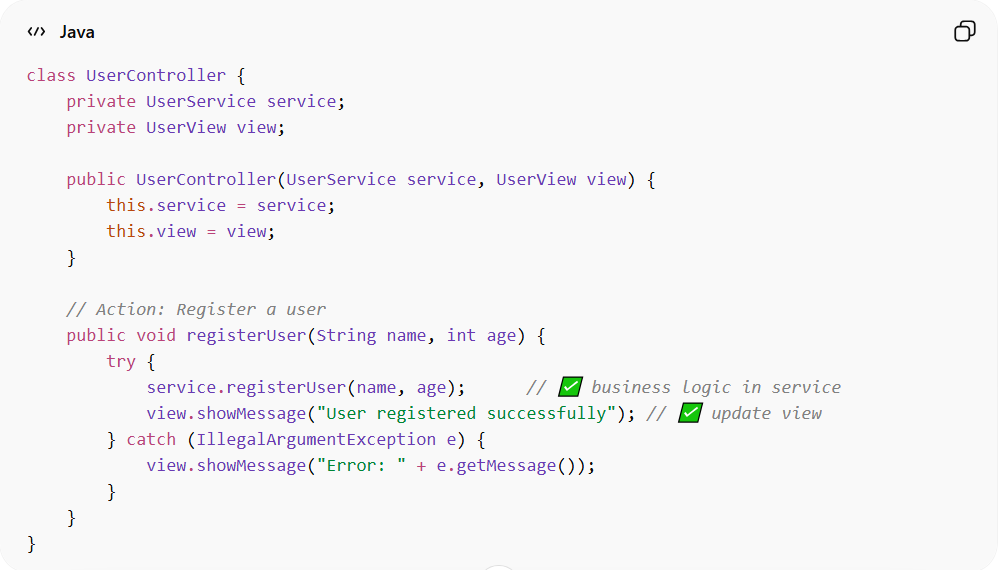 </> Java
class UserController {
    private UserService service;
    private UserView view;

    public UserController(UserService service, UserView view) {
        this.service = service;
        this.view = view;
    }

    // Action: Register a user
    public void registerUser(String name, int age) {
        try {
            service.registerUser(name, age);      // ✅ business logic in service
            view.showMessage("User registered successfully"); // ✅ update view
        } catch (IllegalArgumentException e) {
            view.showMessage("Error: " + e.getMessage());
        }
    }
}